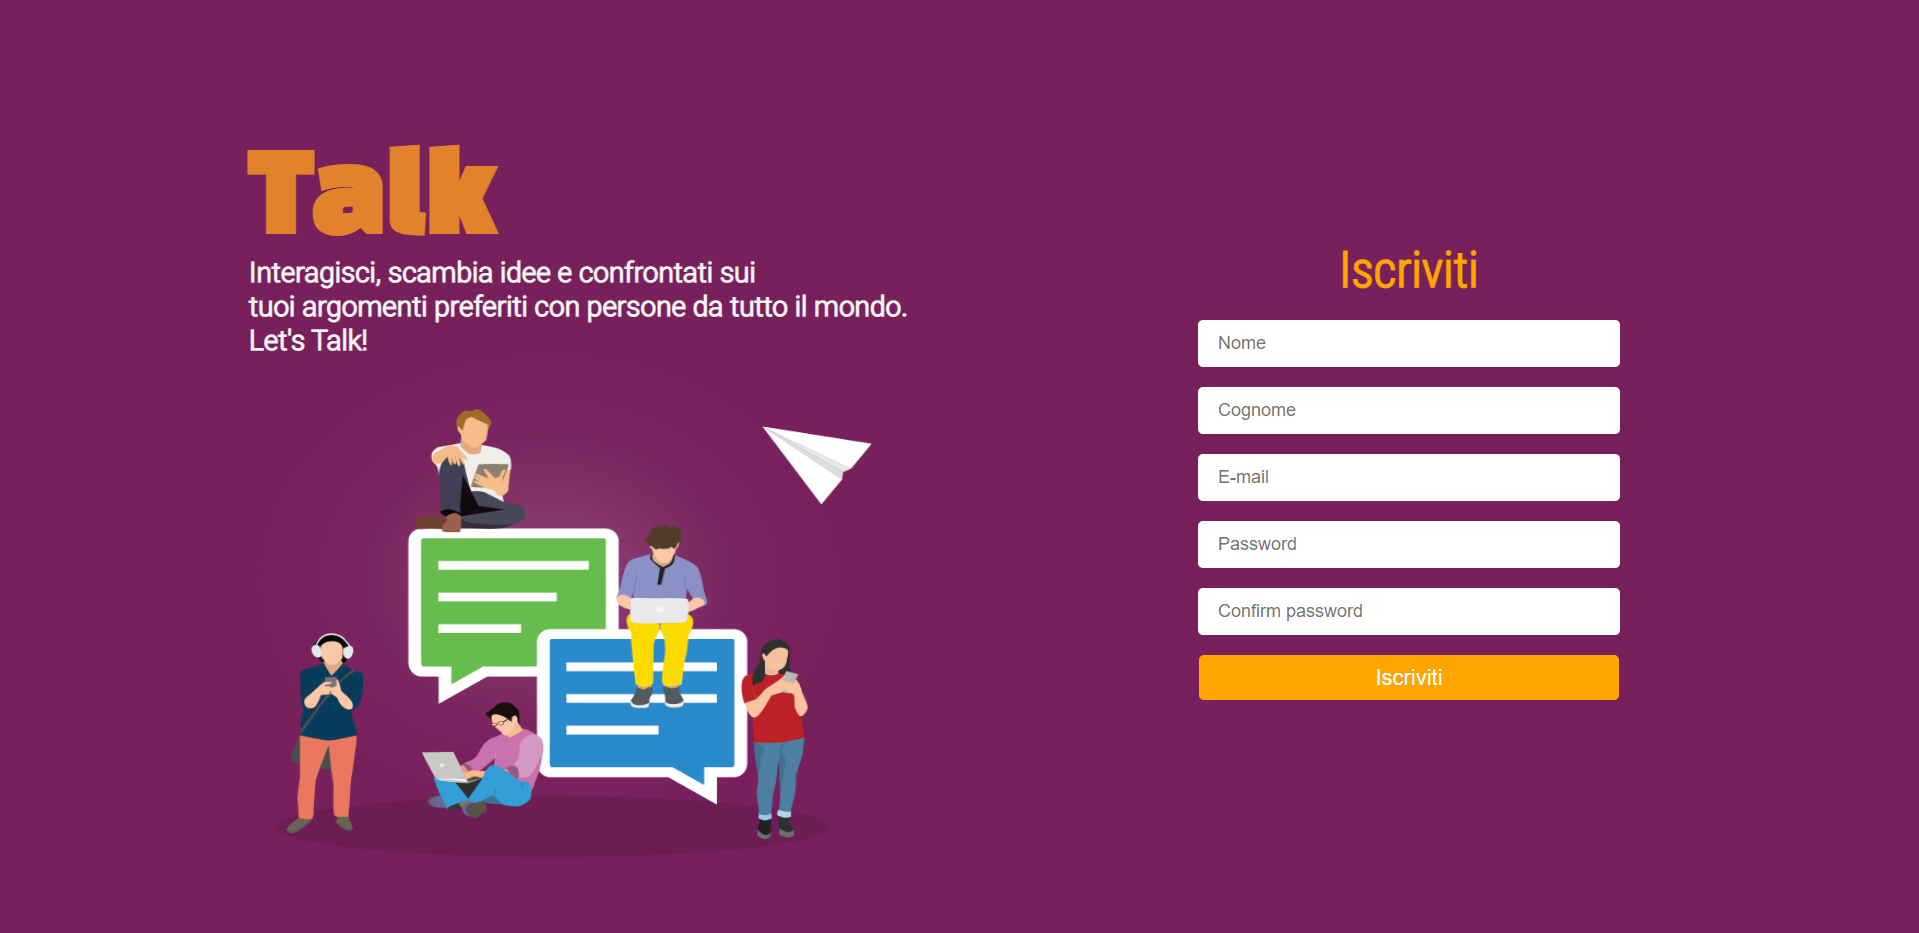 Talk
Interagisci, scambia idee e confrontati sui
tuoi argomenti preferiti con persone da tutto il mondo.
Let's Talk!
Iscriviti
Nome
Cognome
E-mail
Password
Confirm password
Iscriviti